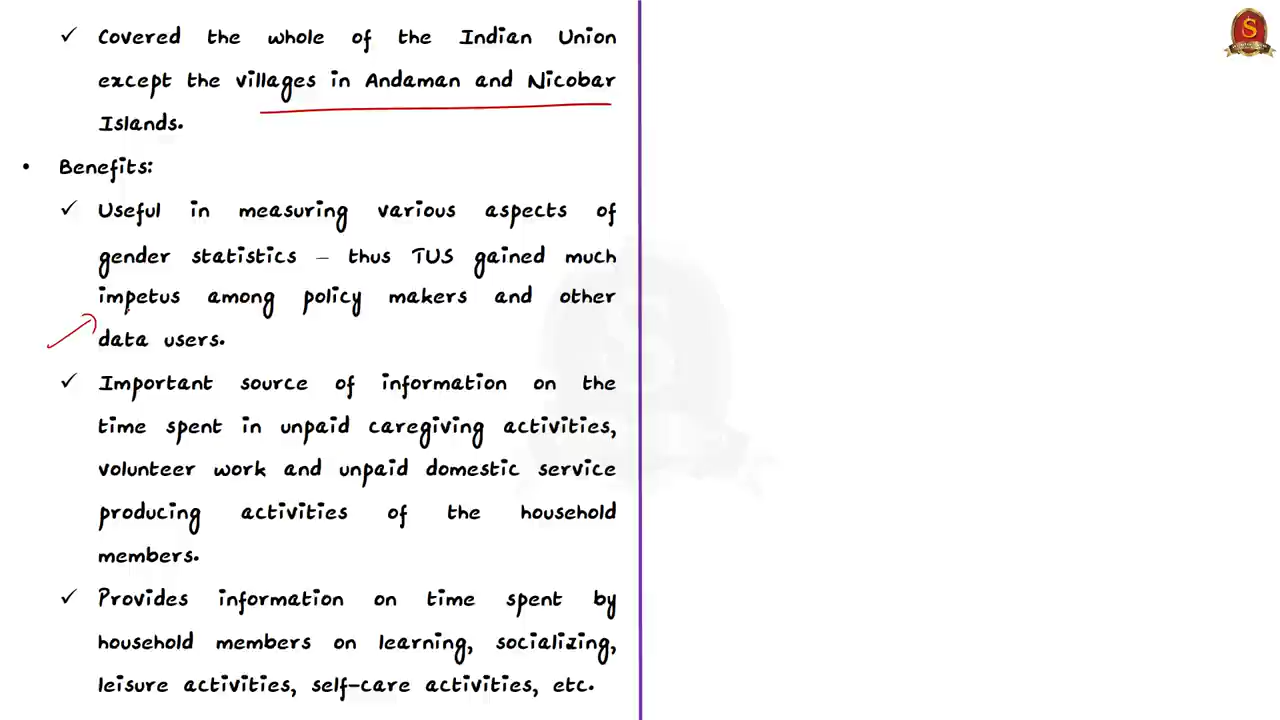 ✓ Covered the whole of the Indian Union
except the villages in Andaman and Nicobar
Islands.
• Benefits:
✓ Useful in measuring various aspects of
gender statistics – thus TUS gained much
impetus among policy makers and other
data users.
✓ Important source of information on the
time spent in unpaid caregiving activities,
volunteer work and unpaid domestic service
producing activities of the household
members.
✓ Provides information on time spent by
household members on learning, socializing,
leisure activities, self-care activities, etc.
S